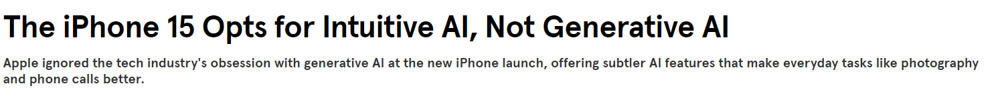 The iPhone 15 Opts for Intuitive AI, Not Generative AI
Apple ignored the tech industry's obsession with generative AI at the new iPhone launch, offering subtler AI features that make everyday tasks like photography
and phone calls better.